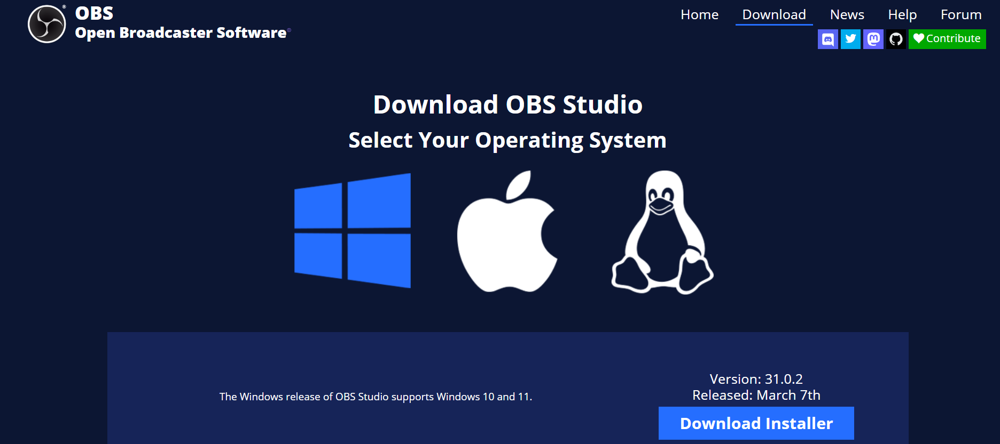 OBS
Open Broadcaster Software®
Home Download News Help Forum
Contribute
Download OBS Studio
Select Your Operating System
The Windows release of OBS Studio supports Windows 10 and 11.
Version: 31.0.2
Released: March 7th
Download Installer